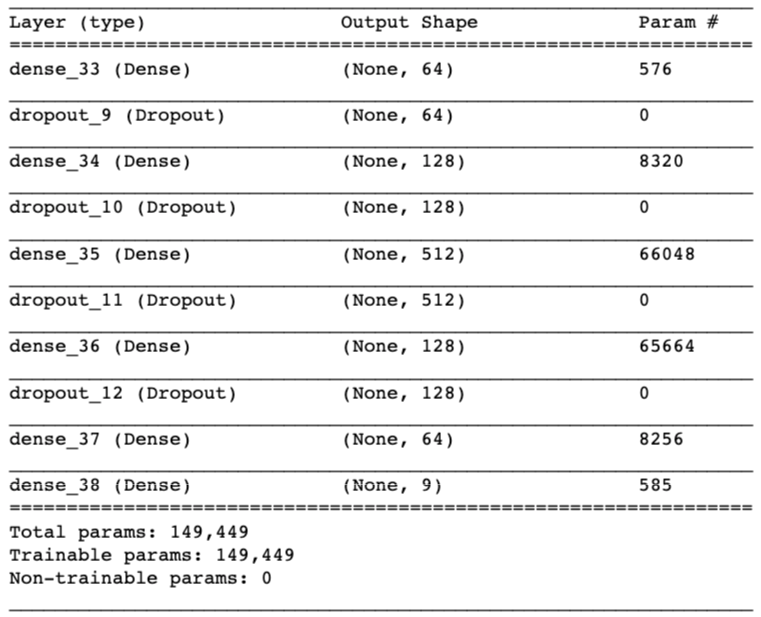 Layer (type) Output Shape Param #
dense_33 (Dense) (None, 64) 576
dropout_9 (Dropout) (None, 64) 0
dense_34 (Dense) (None, 128) 8320
dropout_10 (Dropout) (None, 128) 0
dense_35 (Dense) (None, 512) 66048
dropout_11 (Dropout) (None, 512) 0
dense_36 (Dense) (None, 128) 65664
dropout_12 (Dropout) (None, 128) 0
dense_37 (Dense) (None, 64) 8256
dense_38 (Dense) (None, 9) 585
Total params: 149,449
Trainable params: 149,449
Non-trainable params: 0